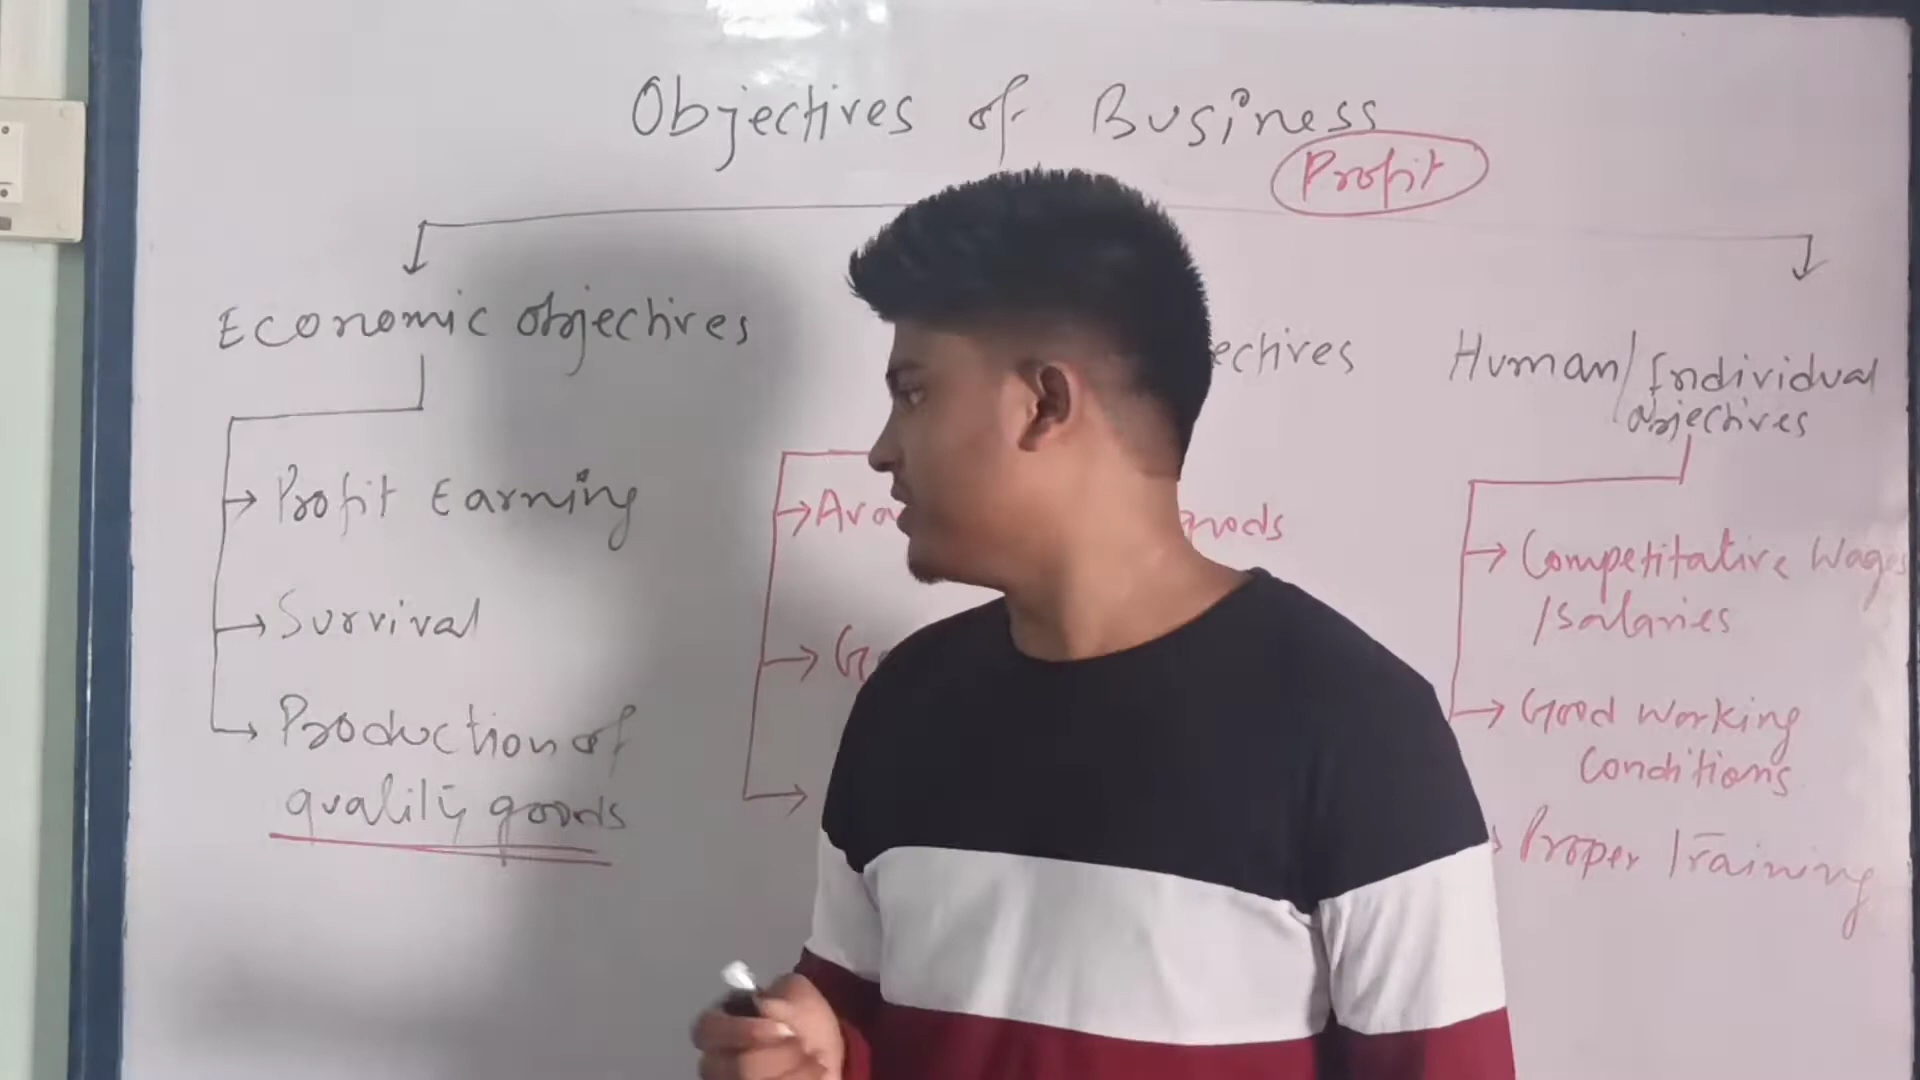 Objectives of Business
Profit
Economic objectives
Profit Earning
Survival
Production of
quality goods
Human/Individual
objectives
Competitative Wages
/salaries
Good Working
Conditions
Proper Training